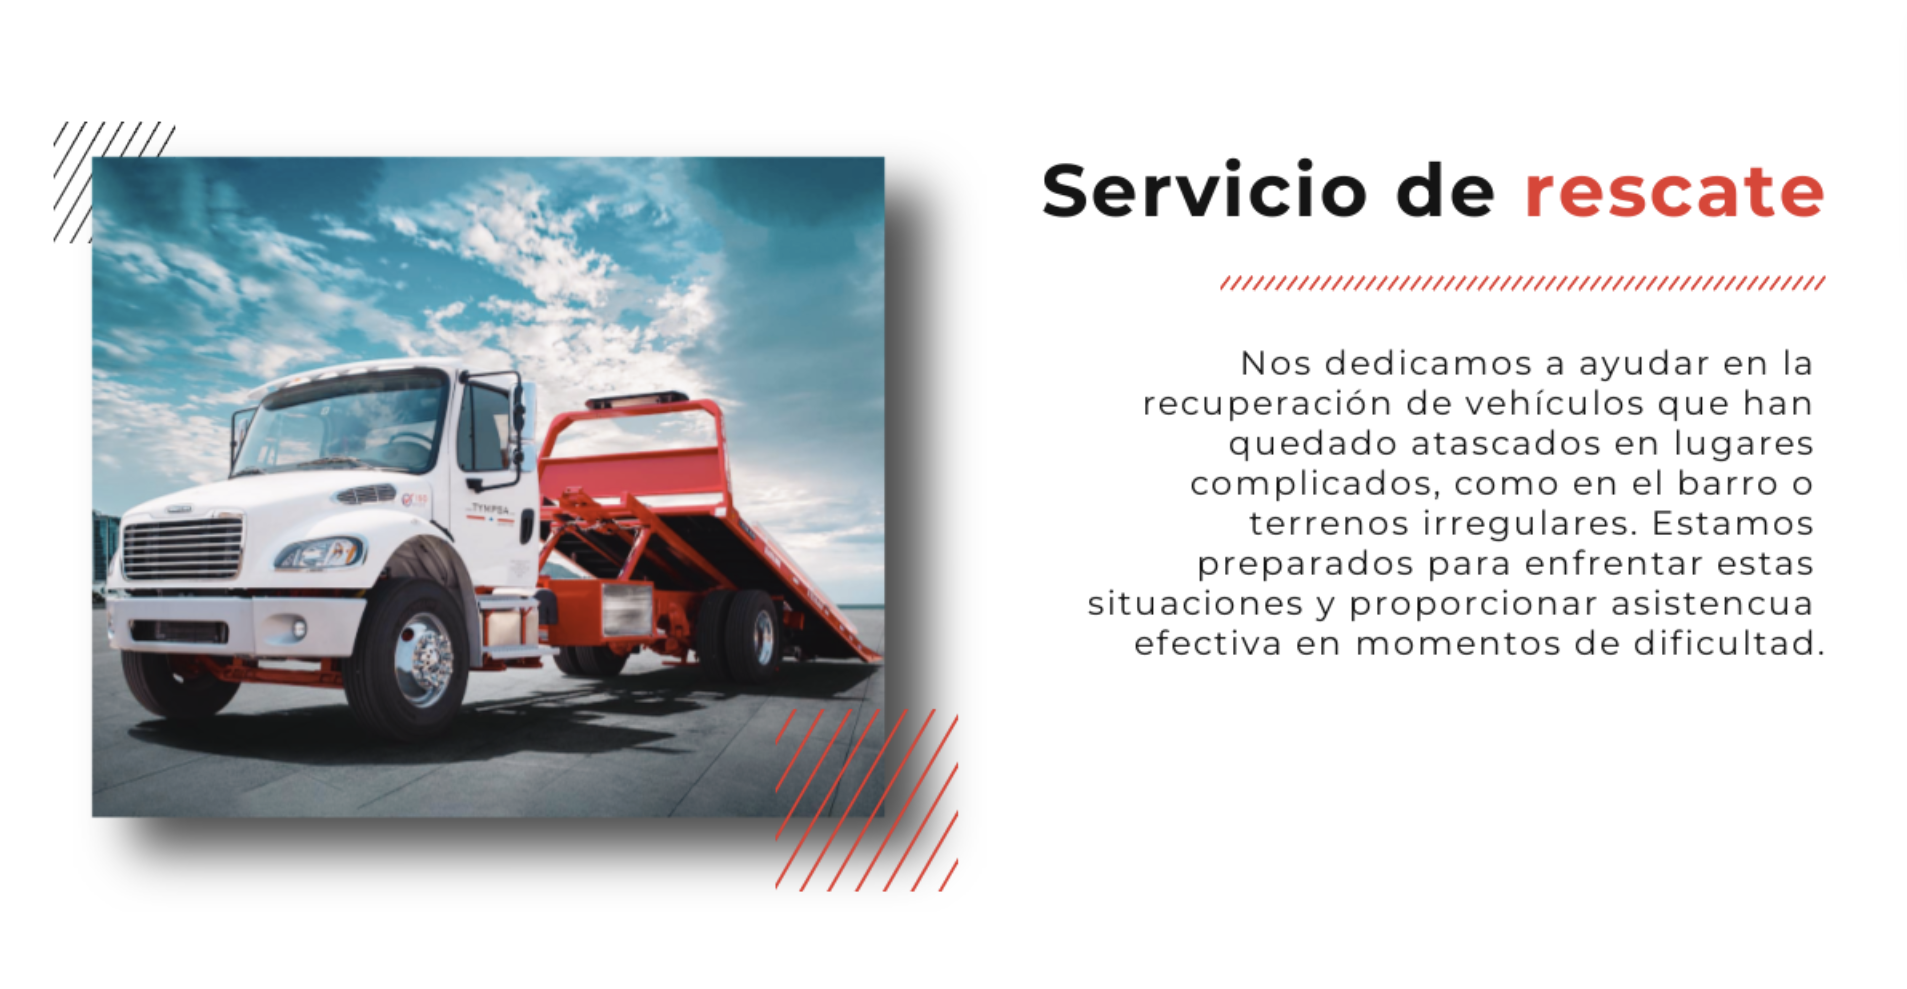 Servicio de rescate
Nos dedicamos a ayudar en la
recuperación de vehículos que han
quedado atascados en lugares
complicados, como en el barro o
terrenos irregulares. Estamos
preparados para enfrentar estas
situaciones y proporcionar asistencua
efectiva en momentos de dificultad.
TYMPSA